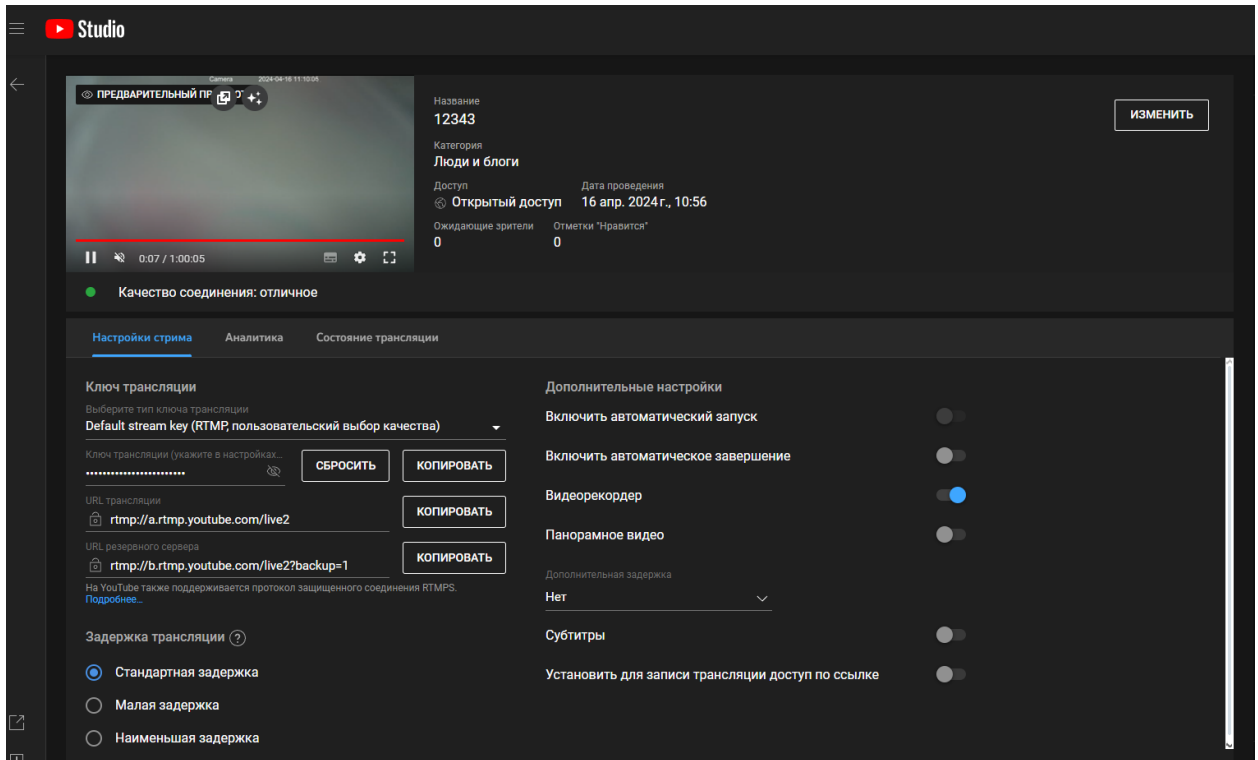 Studio
Camera 2024-04-16 11:10:06
ПРЕДВАРИТЕЛЬНЫЙ
Название
12343
ИЗМЕНИТЬ
Категория
Люди и блоги
Доступ Дата проведения
Открытый доступ 16 апр. 2024 г., 10:56
Ожидающие зрители Отметки "Нравится"
0 0
0:07 / 1:00:05
Качество соединения: отличное
Настройки стрима Аналитика Состояние трансляции
Ключ трансляции
Выберите тип ключа трансляции
Default stream key (RTMP, пользовательский выбор качества)
Ключ трансляции (укажите в настройках...
••••••••••••••••••••••••
СБРОСИТЬ КОПИРОВАТЬ
URL трансляции
rtmp://a.rtmp.youtube.com/live2
КОПИРОВАТЬ
URL резервного сервера
rtmp://b.rtmp.youtube.com/live2?backup=1
КОПИРОВАТЬ
На YouTube также поддерживается протокол защищенного соединения RTMPS.
Подробнее…
Задержка трансляции ?
Стандартная задержка
Малая задержка
Наименьшая задержка
Дополнительные настройки
Включить автоматический запуск
Включить автоматическое завершение
Видеорекордер
Панорамное видео
Дополнительная задержка
Нет
Субтитры
Установить для записи трансляции доступ по ссылке